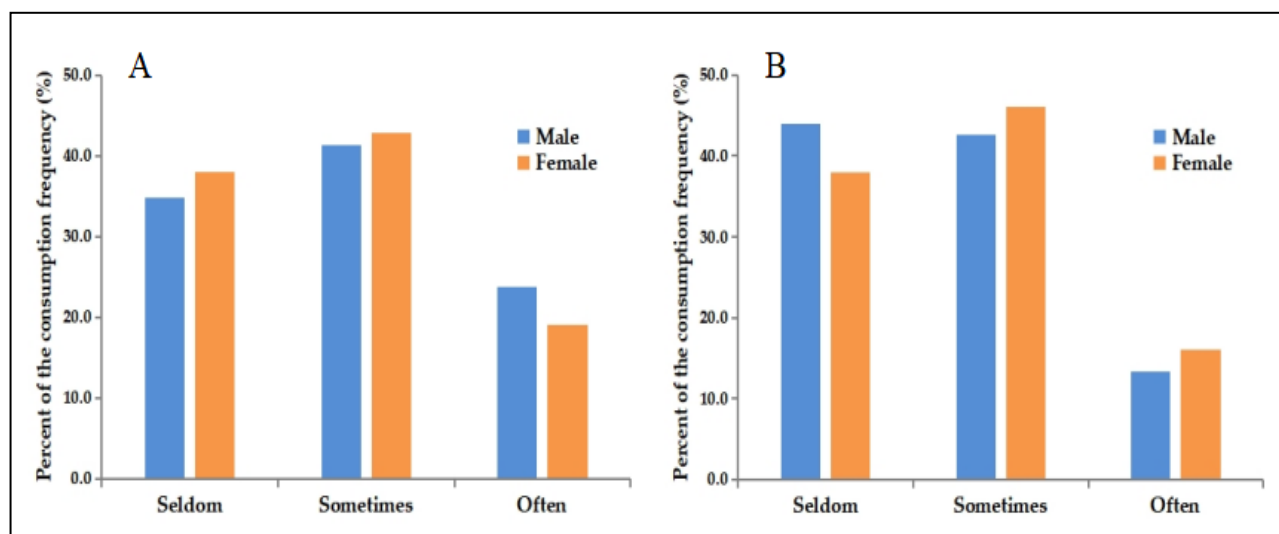 A
Percent of the consumption frequency (%)
50.0
40.0
30.0
20.0
10.0
0.0
Male
Female
Seldom Sometimes Often
B
Percent of the consumption frequency (%)
50.0
40.0
30.0
20.0
10.0
0.0
Male
Female
Seldom Sometimes Often